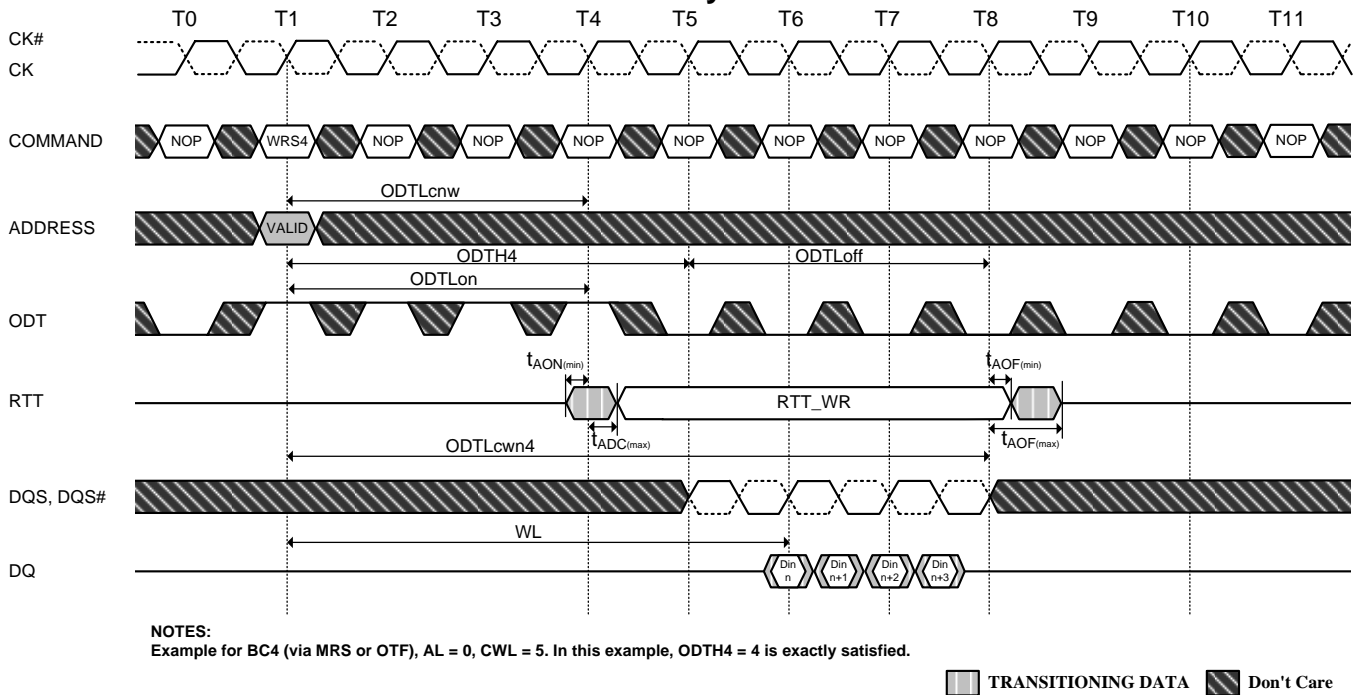 T0 T1 T2 T3 T4 T5 T6 T7 T8 T9 T10 T11
CK#
CK
COMMAND NOP WRS4 NOP NOP NOP NOP NOP NOP NOP NOP NOP NOP
ODTLcnw
ADDRESS VALID
ODTH4 ODTLoff
ODTLon
ODT
tAON(min) tAOF(min)
RTT RTT_WR
tADC(max) tAOF(max)
ODTLcwn4
DQS, DQS#
WL
DQ Din n Din n+1 Din n+2 Din n+3
NOTES:
Example for BC4 (via MRS or OTF), AL = 0, CWL = 5. In this example, ODTH4 = 4 is exactly satisfied.
TRANSITIONING DATA Don't Care